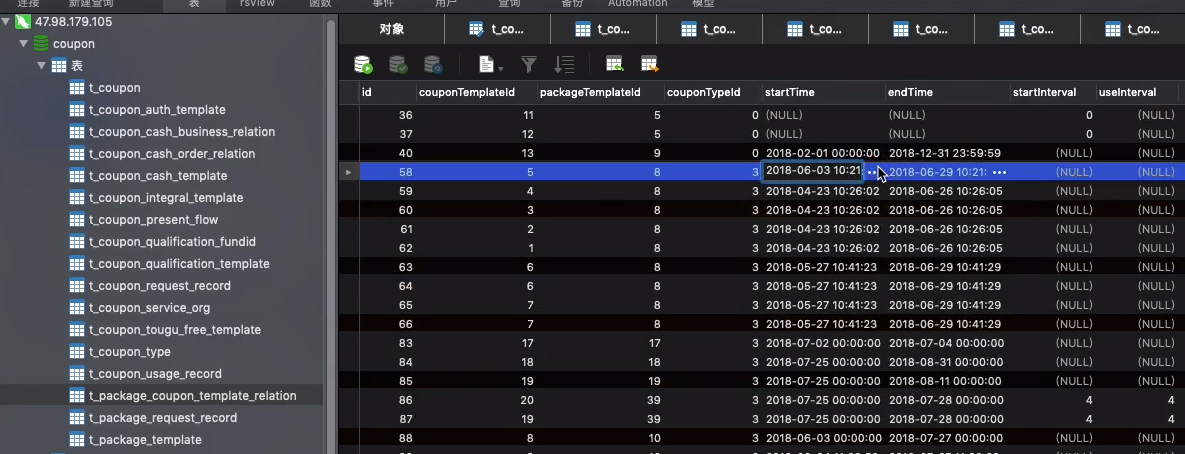 连接 新建查询 表 rsView 函数 事件 用户 查询 备份 Automation 模型
47.98.179.105
coupon
表
t_coupon
t_coupon_auth_template
t_coupon_cash_business_relation
t_coupon_cash_order_relation
t_coupon_cash_template
t_coupon_integral_template
t_coupon_present_flow
t_coupon_qualification_fundid
t_coupon_qualification_template
t_coupon_request_record
t_coupon_service_org
t_coupon_tougu_free_template
t_coupon_type
t_coupon_usage_record
t_package_coupon_template_relation
t_package_request_record
t_package_template
对象 t_co... t_co... t_co... t_co... t_co... t_co... t_co...
id couponTemplateId packageTemplateId couponTypeId startTime endTime startInterval useInterval
36 11 5 0 (NULL) (NULL) 0 (NULL)
37 12 5 0 (NULL) (NULL) 0 (NULL)
40 13 9 0 2018-02-01 00:00:00 2018-12-31 23:59:59 (NULL) (NULL)
58 5 8 3 2018-06-03 10:21: ... 2018-06-29 10:21: ... (NULL) (NULL)
59 4 8 3 2018-04-23 10:26:02 2018-06-26 10:26:05 (NULL) (NULL)
60 3 8 3 2018-04-23 10:26:02 2018-06-26 10:26:05 (NULL) (NULL)
61 2 8 3 2018-04-23 10:26:02 2018-06-26 10:26:05 (NULL) (NULL)
62 1 8 3 2018-04-23 10:26:02 2018-06-26 10:26:05 (NULL) (NULL)
63 6 8 3 2018-05-27 10:41:23 2018-06-29 10:41:29 (NULL) (NULL)
64 6 8 3 2018-05-27 10:41:23 2018-06-29 10:41:29 (NULL) (NULL)
65 7 8 3 2018-05-27 10:41:23 2018-06-29 10:41:29 (NULL) (NULL)
66 7 8 3 2018-05-27 10:41:23 2018-06-29 10:41:29 (NULL) (NULL)
83 17 17 3 2018-07-02 00:00:00 2018-07-04 00:00:00 (NULL) (NULL)
84 18 18 3 2018-07-25 00:00:00 2018-08-31 00:00:00 (NULL) (NULL)
85 19 19 3 2018-07-25 00:00:00 2018-08-11 00:00:00 (NULL) (NULL)
86 20 39 3 2018-07-25 00:00:00 2018-07-28 00:00:00 4 4
87 19 39 3 2018-07-25 00:00:00 2018-07-28 00:00:00 4 4
88 8 10 3 2018-06-03 00:00:00 2018-07-27 00:00:00 (NULL) (NULL)